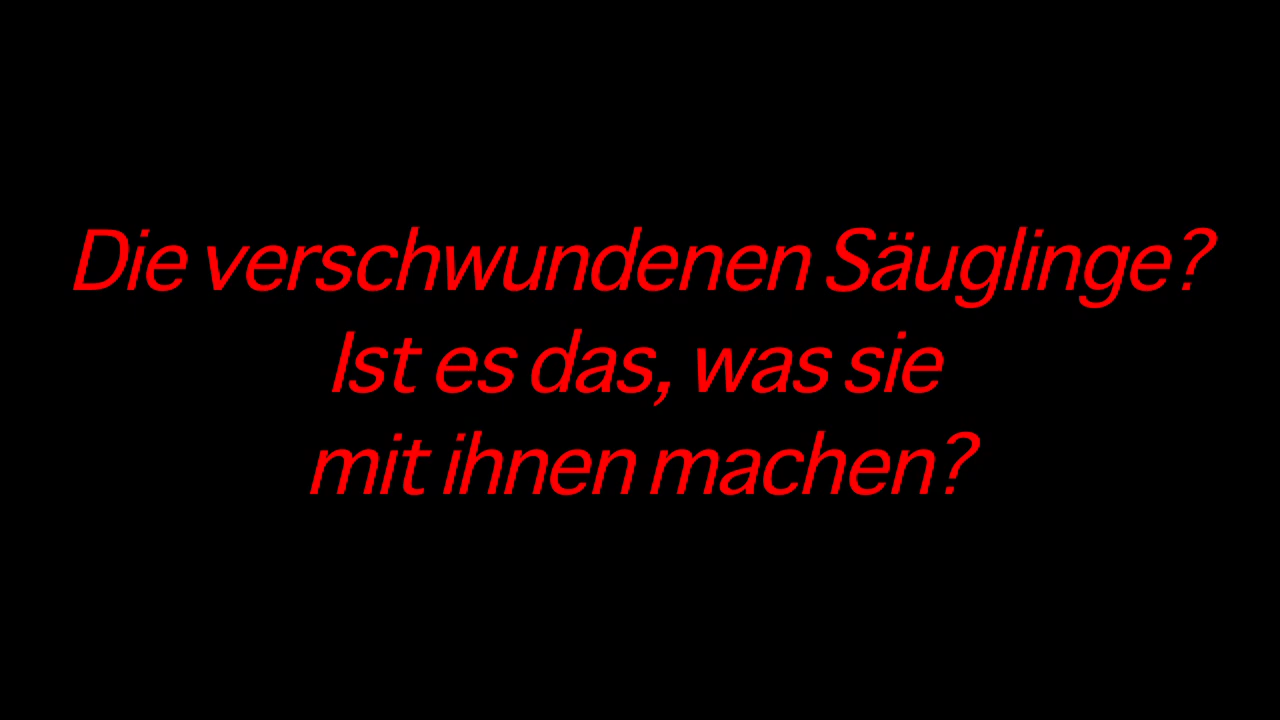 Die verschwundenen Säuglinge?
Ist es das, was sie
mit ihnen machen?